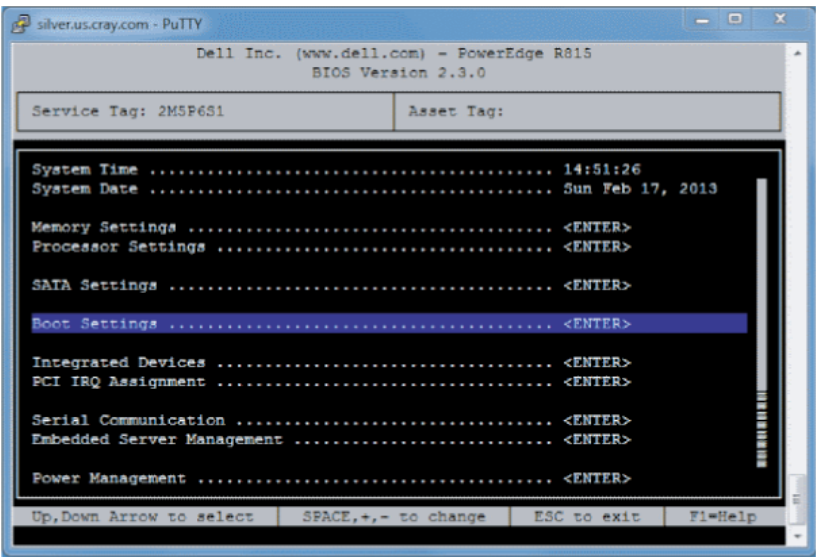 silver.us.cray.com - PuTTY
Dell Inc. (www.dell.com) - PowerEdge R815
BIOS Version 2.3.0
Service Tag: 2M5P6S1 Asset Tag:
System Time .......................................... 14:51:26
System Date .......................................... Sun Feb 17, 2013
Memory Settings ...................................... <ENTER>
Processor Settings ................................... <ENTER>
SATA Settings ........................................ <ENTER>
Boot Settings ........................................ <ENTER>
Integrated Devices ................................... <ENTER>
PCI IRQ Assignment ................................... <ENTER>
Serial Communication ................................. <ENTER>
Embedded Server Management ........................... <ENTER>
Power Management ..................................... <ENTER>
Up,Down Arrow to select SPACE,+,- to change ESC to exit F1=Help